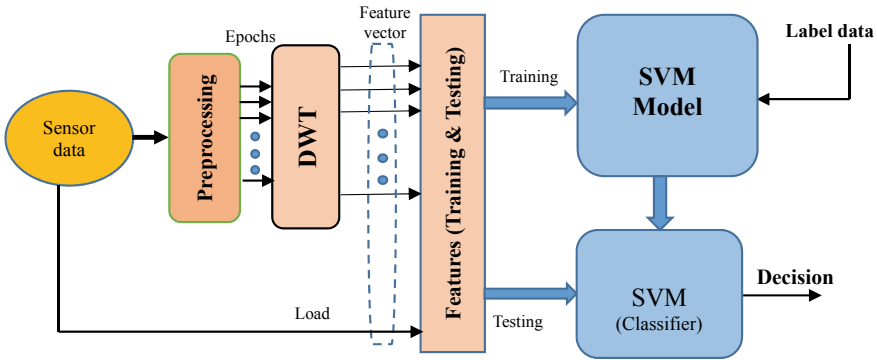 Sensor
data
Preprocessing
Epochs
DWT
Feature
vector
Load
Features (Training & Testing)
Training
Testing
SVM
Model
Label data
SVM
(Classifier)
Decision